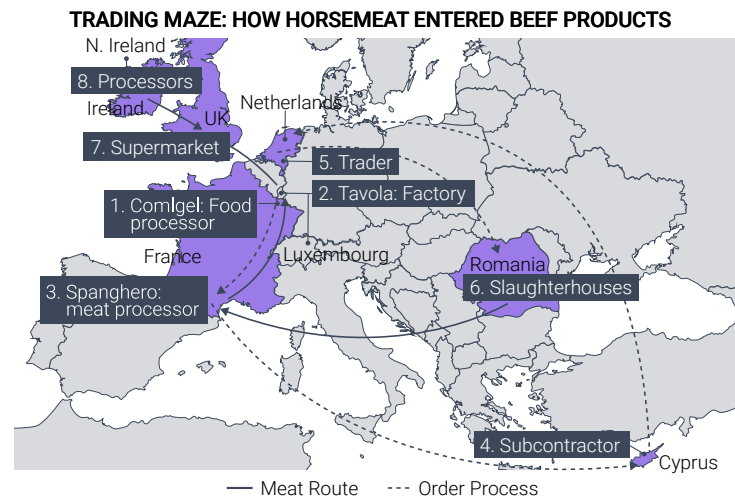 TRADING MAZE: HOW HORSEMEAT ENTERED BEEF PRODUCTS
N. Ireland
8. Processors
Ireland
UK
Netherlands
7. Supermarket
5. Trader
2. Tavola: Factory
1. Comlgel: Food
processor
France
Luxembourg
Romania
3. Spanghero:
meat processor
6. Slaughterhouses
4. Subcontractor
Cyprus
Meat Route
Order Process